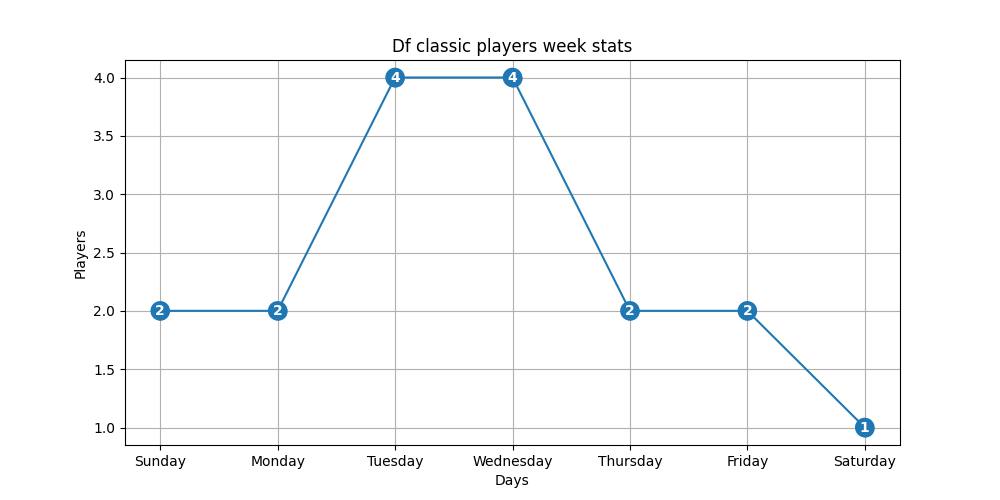 Df classic players week stats
4.0
3.5
3.0
2.5
2.0
1.5
1.0
Players
2
2
4
4
2
2
1
Sunday
Monday
Tuesday
Wednesday
Thursday
Friday
Saturday
Days